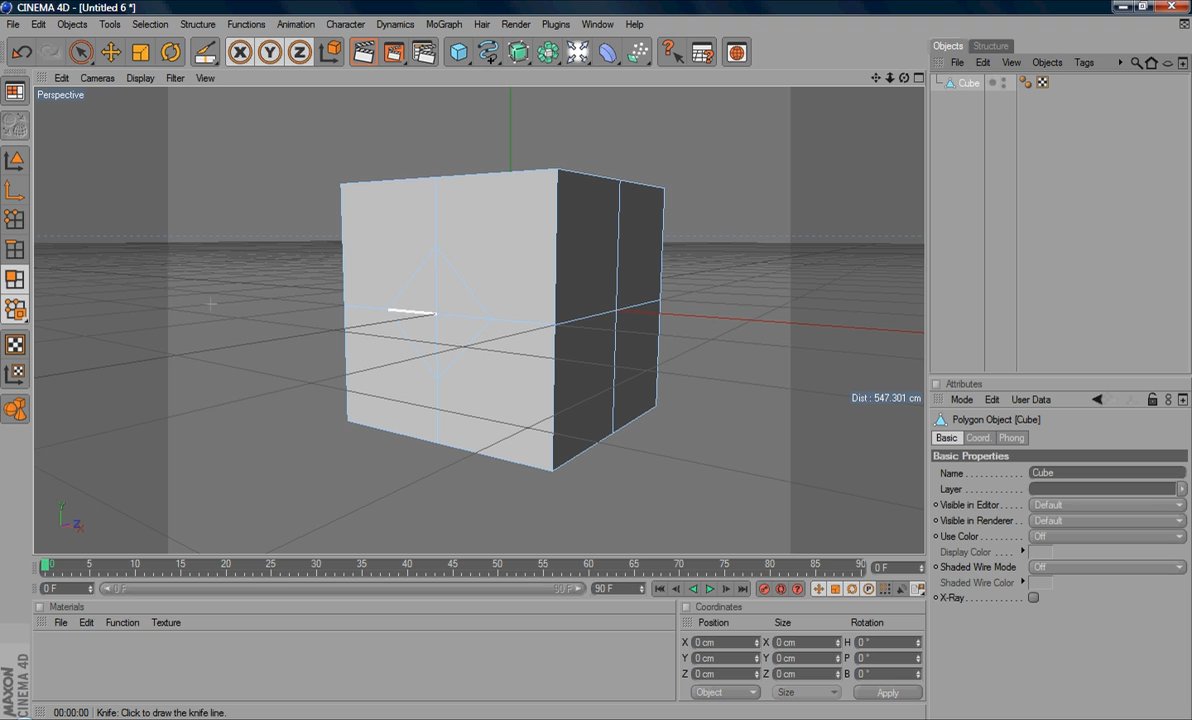 CINEMA 4D - [Untitled 6 *]
File Edit Objects Tools Selection Structure Functions Animation Character Dynamics MoGraph Hair Render Plugins Window Help
X Y Z
Objects Structure
File Edit View Objects Tags
Edit Cameras Display Filter View
Perspective
Cube
Dist : 547.301 cm
Attributes
Mode Edit User Data
Polygon Object [Cube]
Basic Coord. Phong
Basic Properties
Name Cube
Layer
Visible in Editor Default
Visible in Renderer Default
Use Color Off
Display Color
Shaded Wire Mode Off
Shaded Wire Color
X-Ray
Y
Z
0 5 10 15 20 25 30 35 40 45 50 55 60 65 70 75 80 85 90
0 F
0 F 0 F 90 F 90 F
Materials
File Edit Function Texture
Coordinates
Position Size Rotation
X 0 cm X 0 cm H 0 °
Y 0 cm Y 0 cm P 0 °
Z 0 cm Z 0 cm B 0 °
Object Size Apply
MAXON CINEMA 4D
00:00:00 Knife: Click to draw the knife line.